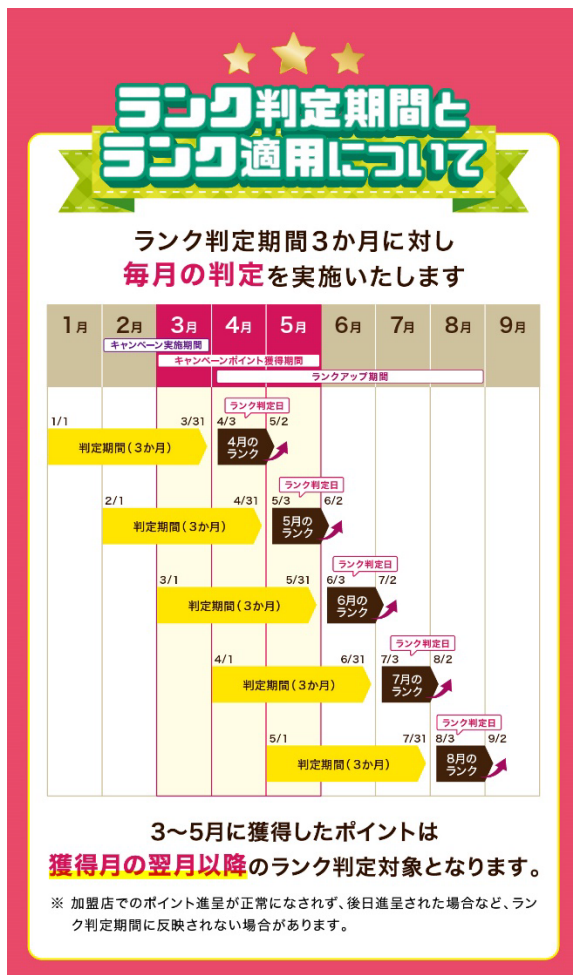 ランク判定期間と
ランク適用について
ランク判定期間3か月に対し
毎月の判定を実施いたします
1月 2月 3月 4月 5月 6月 7月 8月 9月
キャンペーン実施期間
キャンペーンポイント獲得期間
ランクアップ期間
ランク判定日
1/1 3/31 4/3 5/2
判定期間(3か月)
4月の
ランク
ランク判定日
2/1 4/31 5/3 6/2
判定期間(3か月)
5月の
ランク
ランク判定日
3/1 5/31 6/3 7/2
判定期間(3か月)
6月の
ランク
ランク判定日
4/1 6/31 7/3 8/2
判定期間(3か月)
7月の
ランク
ランク判定日
5/1 7/31 8/3 9/2
判定期間(3か月)
8月の
ランク
3〜5月に獲得したポイントは
獲得月の翌月以降のランク判定対象となります。
※ 加盟店でのポイント進呈が正常になされず、後日進呈された場合など、ラン
ク判定期間に反映されない場合があります。